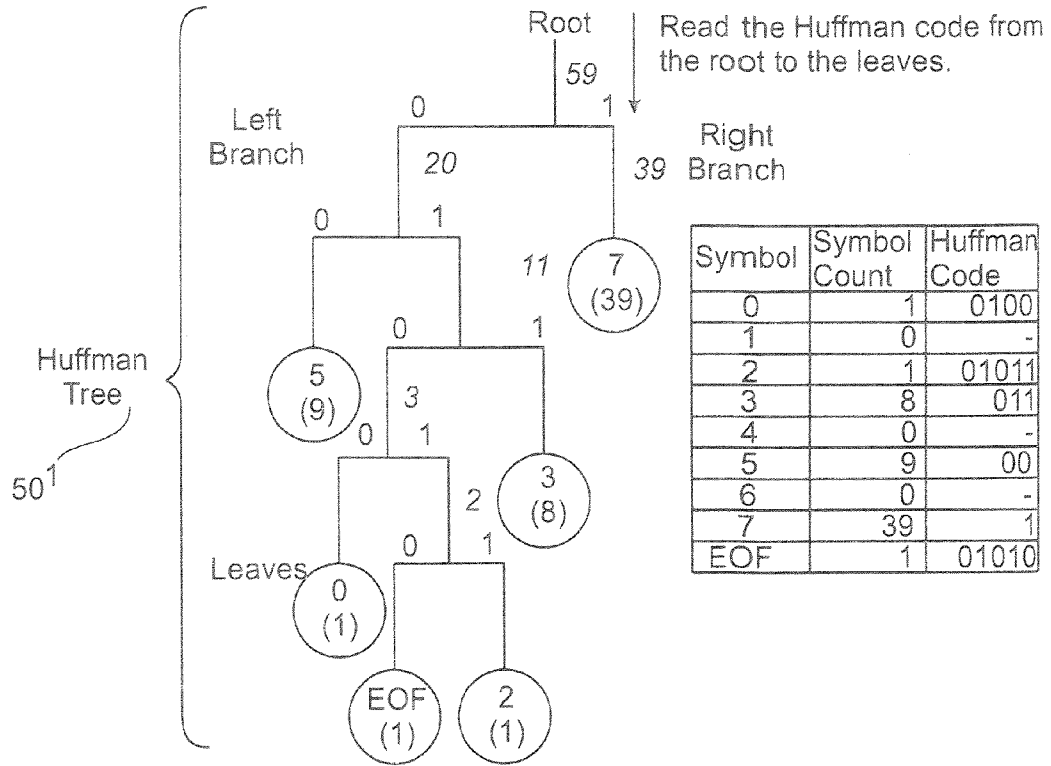 Root
Read the Huffman code from
the root to the leaves.
59
0
1
Left
Branch
Right
Branch
20
39
0
1
11
7
(39)
Symbol
Symbol
Count
Huffman
Code
0 1 0100
1 0 -
2 1 01011
3 8 011
4 0 -
5 9 00
6 0 -
7 39 1
EOF 1 01010
0
1
Huffman
Tree
50¹
5
(9)
3
0
1
3
(8)
2
0
1
Leaves
0
(1)
EOF
(1)
2
(1)